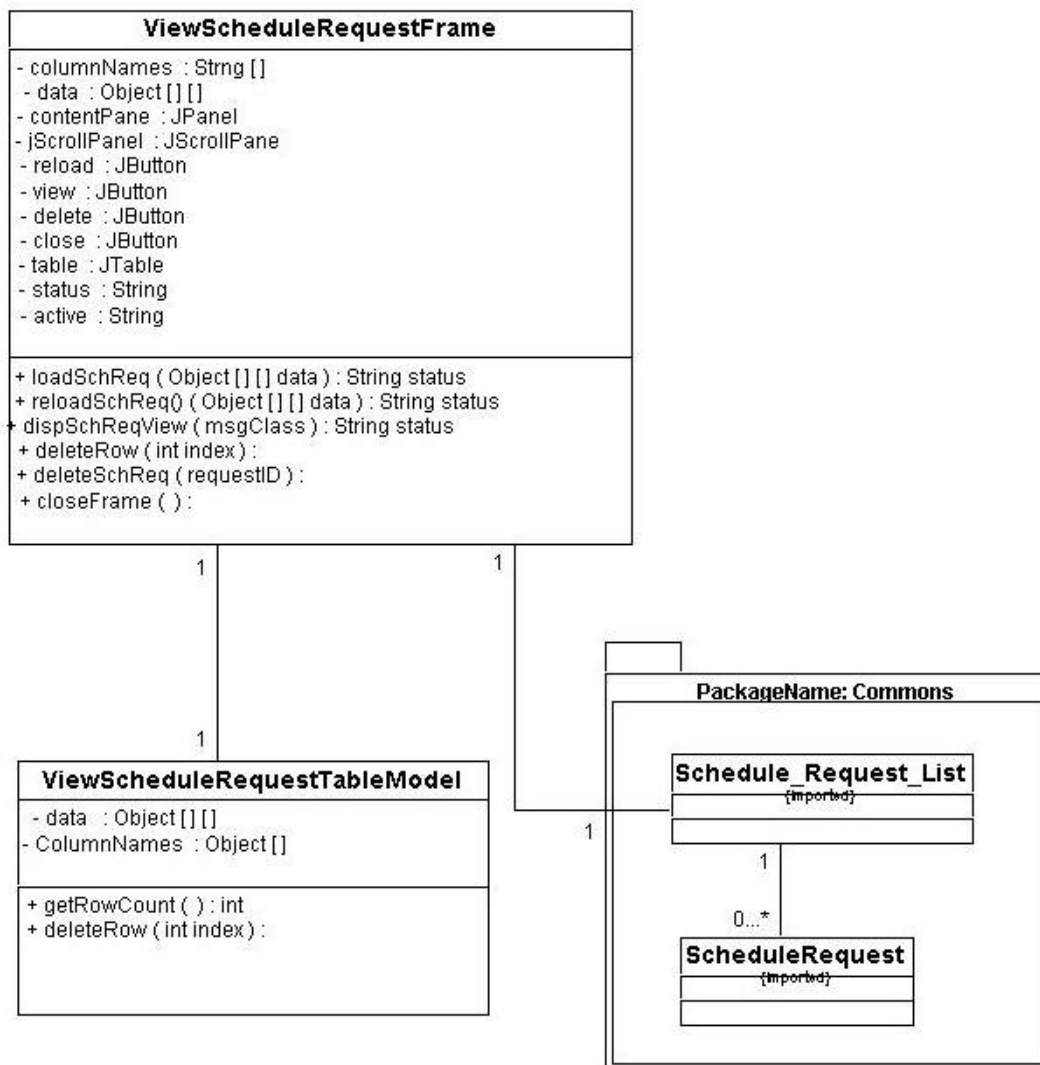 ViewScheduleRequestFrame
- columnNames : Strng [ ]
- data : Object [ ] [ ]
- contentPane : JPanel
- jScrollPanel : JScrollPane
- reload : JButton
- view : JButton
- delete : JButton
- close : JButton
- table : JTable
- status : String
- active : String
+ loadSchReq ( Object [ ] [ ] data ) : String status
+ reloadSchReq() ( Object [ ] [ ] data ) : String status
+ dispSchReqView ( msgClass ) : String status
+ deleteRow ( int index ) :
+ deleteSchReq ( requestID ) :
+ closeFrame ( ) :
1
1
1
ViewScheduleRequestTableModel
- data : Object [ ] [ ]
- ColumnNames : Object [ ]
+ getRowCount ( ) : int
+ deleteRow ( int index ) :
PackageName: Commons
Schedule_Request_List
{imported}
1
1
0...*
ScheduleRequest
{imported}